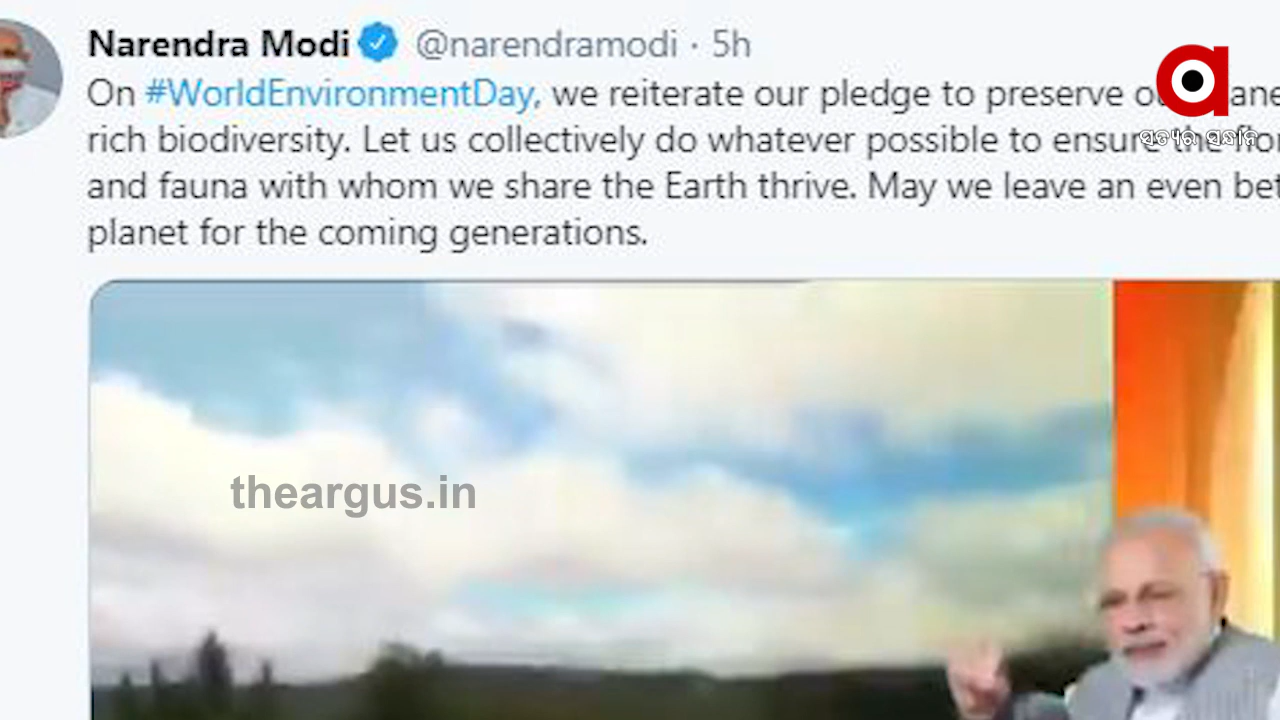 Narendra Modi @narendramodi · 5h
On #WorldEnvironmentDay, we reiterate our pledge to preserve
rich biodiversity. Let us collectively do whatever possible to ensure the
and fauna with whom we share the Earth thrive. May we leave an even
planet for the coming generations.
theargus.in